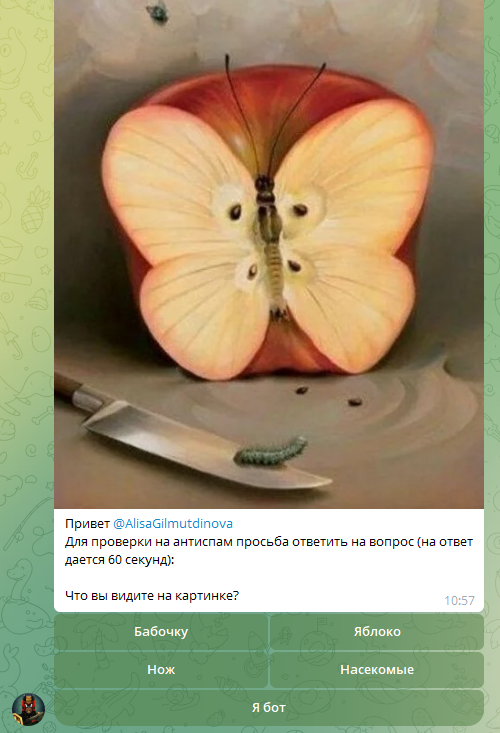 Привет @AlisaGilmutdinova
Для проверки на антиспам просьба ответить на вопрос (на ответ
дается 60 секунд):
Что вы видите на картинке?
10:57
Бабочку
Яблоко
Нож
Насекомые
Я бот